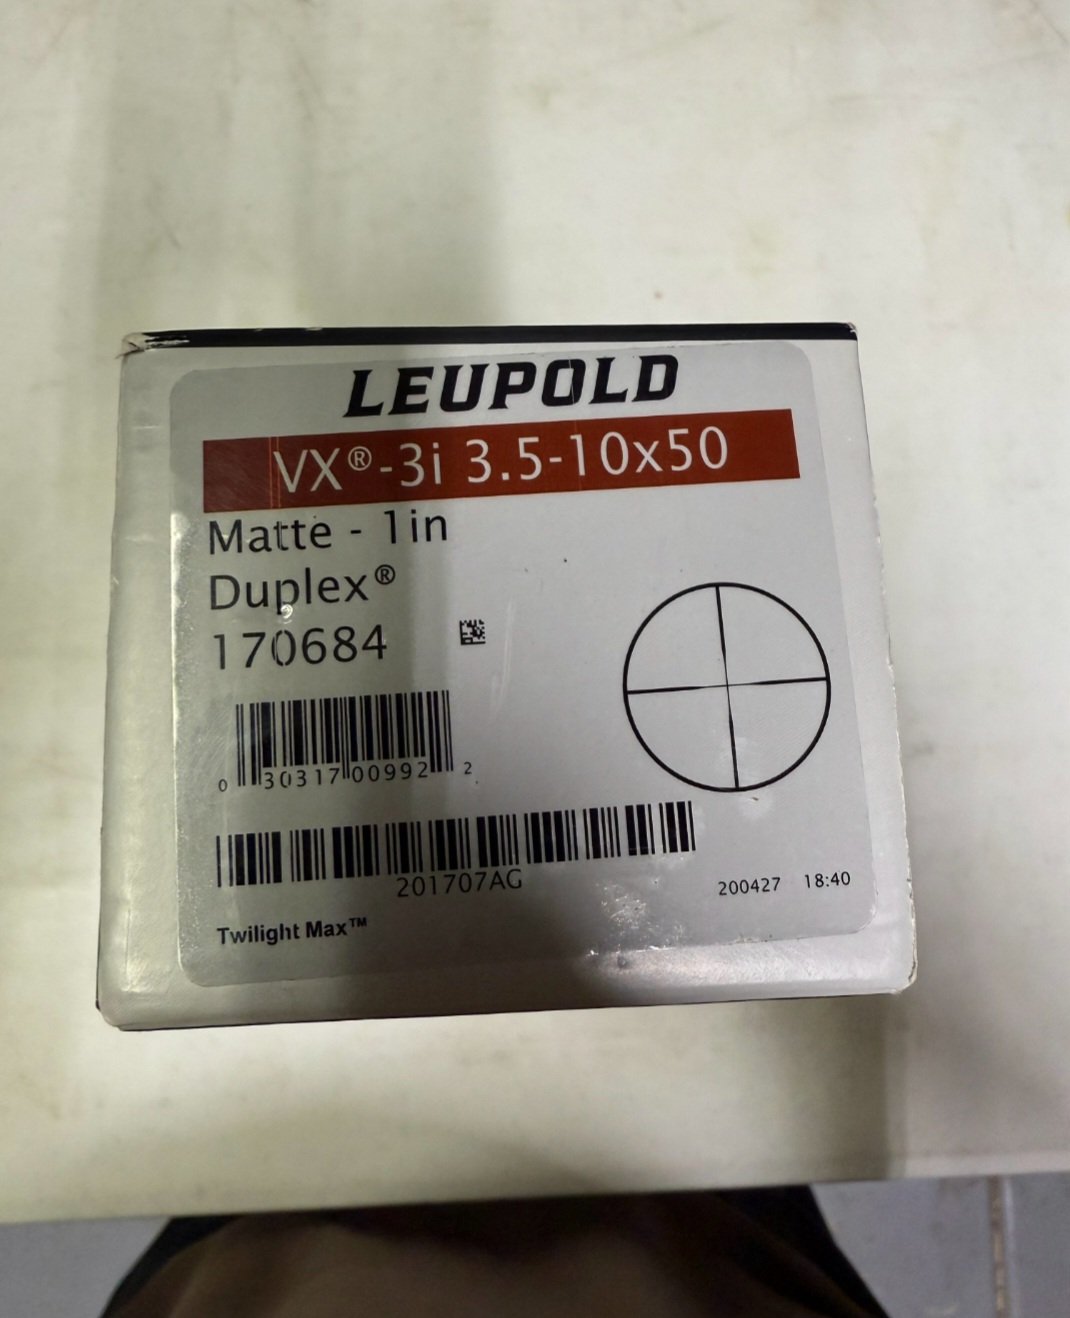 LEUPOLD
VX®-3i 3.5-10x50
Matte - 1in
Duplex®
170684
0 30317 00992 2
201707AG
200427 18:40
Twilight Max™